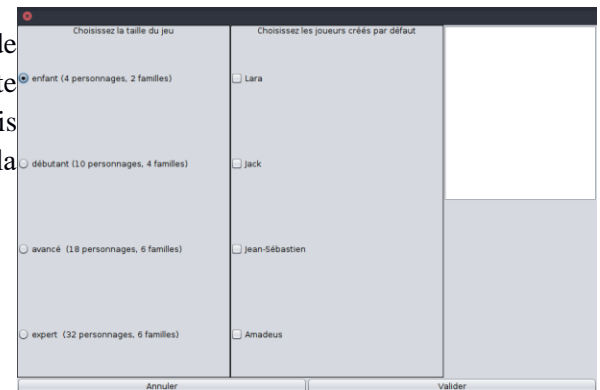 Choisissez la taille du jeu
Choisissez les joueurs créés par défaut
de
enfant (4 personnages, 2 familles)
Lara
débutant (10 personnages, 4 familles)
Jack
avancé (18 personnages, 6 familles)
Jean-Sébastien
expert (32 personnages, 6 familles)
Amadeus
Annuler
Valider